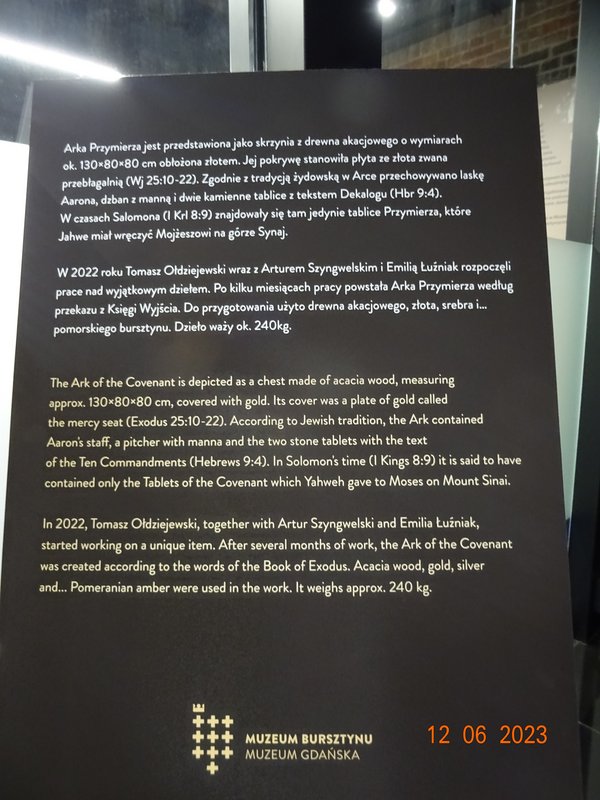 Arka Przymierza jest przedstawiona jako skrzynia z drewna akacjowego o wymiarach
ok. 130×80×80 cm obłożona złotem. Jej pokrywę stanowiła płyta ze złota zwana
przebłagalnią (Wj 25:10-22). Zgodnie z tradycją żydowską w Arce przechowywano laskę
Aarona, dzban z manną i dwie kamienne tablice z tekstem Dekalogu (Hbr 9:4).
W czasach Salomona (I Krl 8:9) znajdowały się tam jedynie tablice Przymierza, które
Jahwe miał wręczyć Mojżeszowi na górze Synaj.
W 2022 roku Tomasz Ołdziejewski wraz z Arturem Szyngwelskim i Emilią Łuźniak rozpoczęli
prace nad wyjątkowym dziełem. Po kilku miesiącach pracy powstała Arka Przymierza według
przekazu z Księgi Wyjścia. Do przygotowania użyto drewna akacjowego, złota, srebra i...
pomorskiego bursztynu. Dzieło waży ok. 240kg.
The Ark of the Covenant is depicted as a chest made of acacia wood, measuring
approx. 130×80×80 cm, covered with gold. Its cover was a plate of gold called
the mercy seat (Exodus 25:10-22). According to Jewish tradition, the Ark contained
Aaron's staff, a pitcher with manna and the two stone tablets with the text
of the Ten Commandments (Hebrews 9:4). In Solomon's time (I Kings 8:9) it is said to have
contained only the Tablets of the Covenant which Yahweh gave to Moses on Mount Sinai.
In 2022, Tomasz Ołdziejewski, together with Artur Szyngwelski and Emilia Łuźniak,
started working on a unique item. After several months of work, the Ark of the Covenant
was created according to the words of the Book of Exodus. Acacia wood, gold, silver
and... Pomeranian amber were used in the work. It weighs approx. 240 kg.
MUZEUM BURSZTYNU
MUZEUM GDAŃSKA
12 06 2023